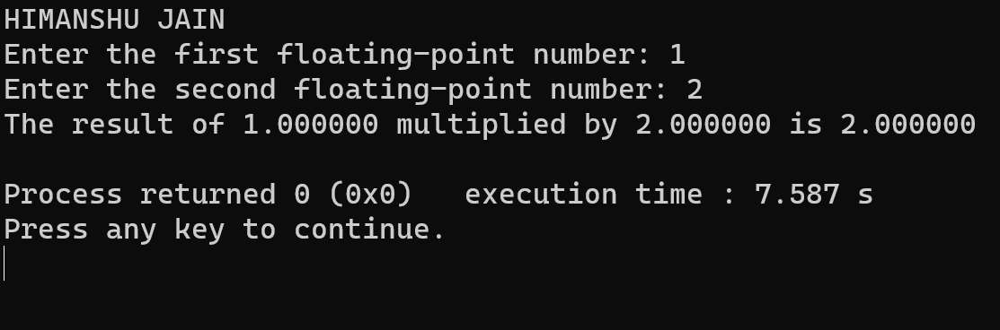 HIMANSHU JAIN
Enter the first floating-point number: 1
Enter the second floating-point number: 2
The result of 1.000000 multiplied by 2.000000 is 2.000000
Process returned 0 (0x0)   execution time : 7.587 s
Press any key to continue.